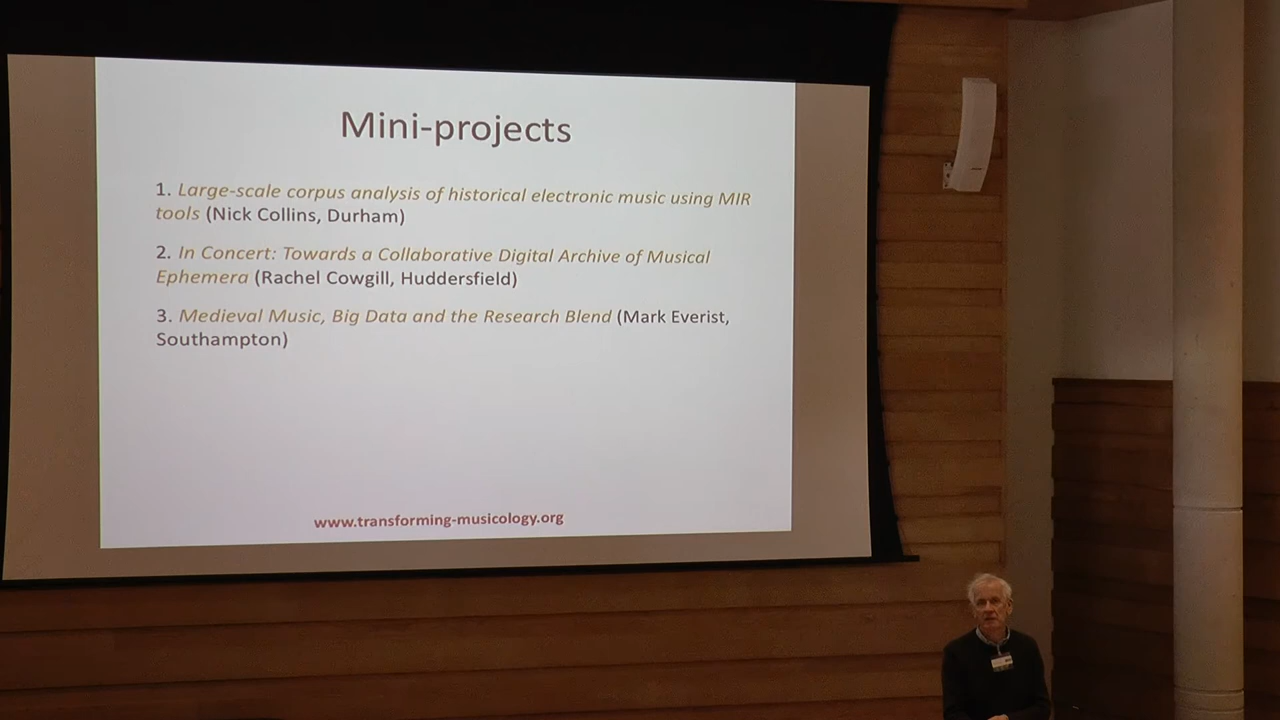 Mini-projects
1. Large-scale corpus analysis of historical electronic music using MIR
tools (Nick Collins, Durham)
2. In Concert: Towards a Collaborative Digital Archive of Musical
Ephemera (Rachel Cowgill, Huddersfield)
3. Medieval Music, Big Data and the Research Blend (Mark Everist,
Southampton)
www.transforming-musicology.org